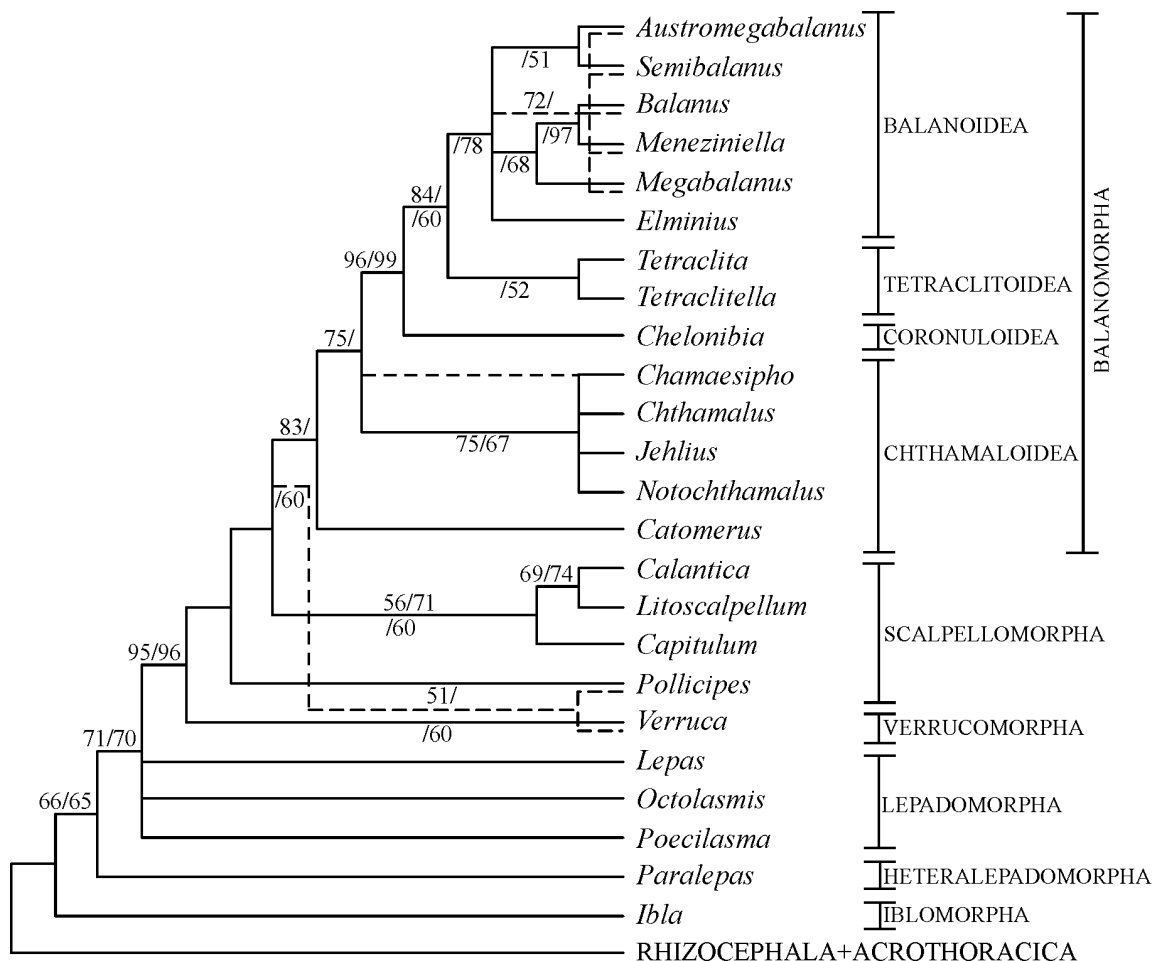 Austromegabalanus
/51
Semibalanus
72/
Balanus
BALANOIDEA
/97
/78
Meneziniella
/68
Megabalanus
84/
/60
Elminius
BALANOMORPHA
96/99
Tetraclita
/52
TETRACLITOIDEA
Tetraclitella
75/
Chelonibia
CORONULOIDEA
Chamaesipho
Chthamalus
83/
75/67
Jehlius
CHTHAMALOIDEA
/60
Notochthamalus
Catomerus
69/74
Calantica
56/71
/60
Litoscalpellum
SCALPELLOMORPHA
Capitulum
95/96
Pollicipes
51/
Verruca
VERRUCOMORPHA
/60
71/70
Lepas
66/65
Octolasmis
LEPADOMORPHA
Poecilasma
Paralepas
HETERALEPADOMORPHA
Ibla
IBLOMORPHA
RHIZOCEPHALA+ACROTHORACICA